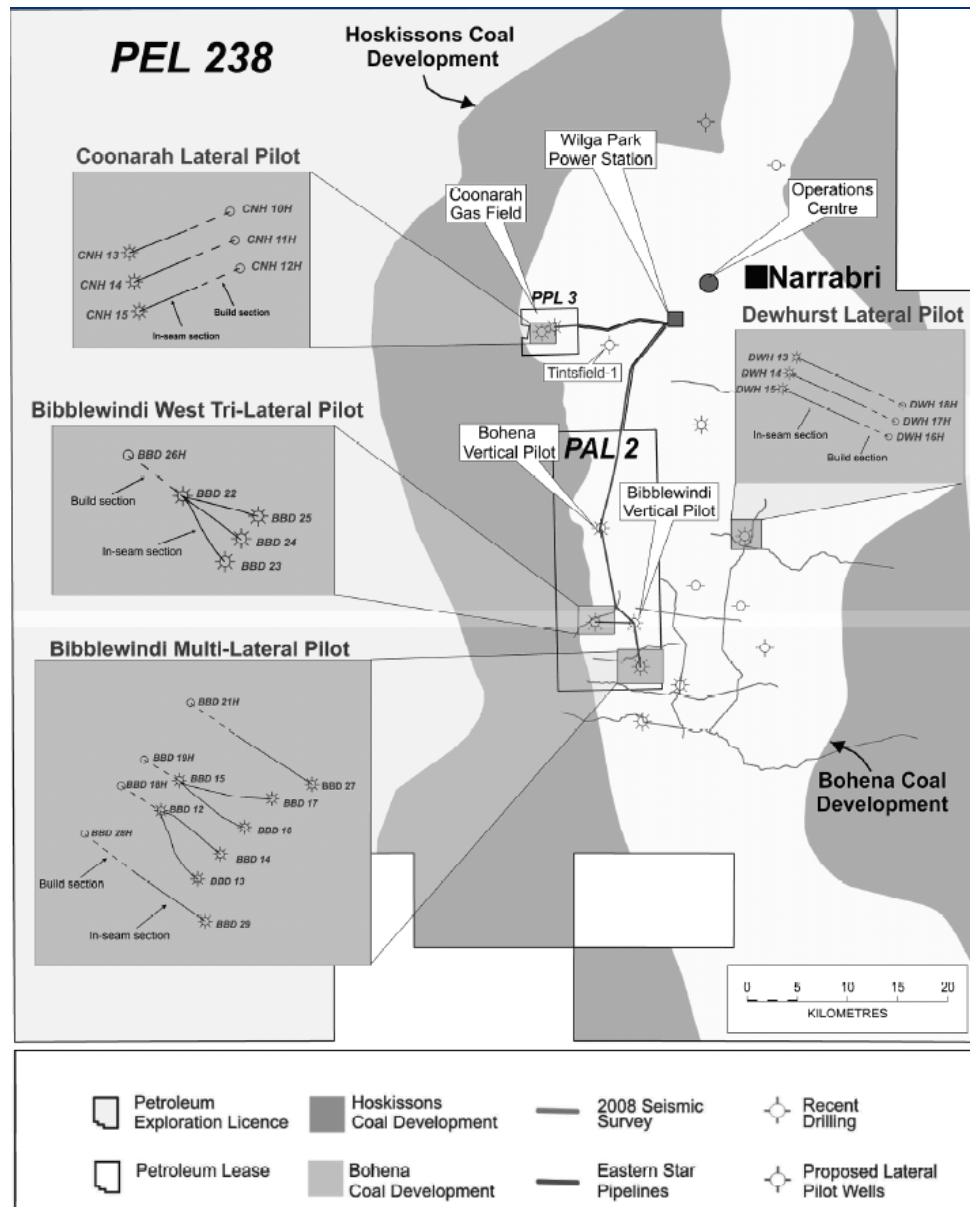 PEL 238
Hoskissons Coal
Development
Coonarah Lateral Pilot
CNH 10H
CNH 11H
CNH 12H
CNH 13
CNH 14
CNH 15
Build section
In-seam section
Coonarah
Gas Field
Wilga Park
Power Station
Operations
Centre
Narrabri
PPL 3
Tintsfield-1
Dewhurst Lateral Pilot
DWH 13
DWH 14
DWH 15
DWH 18H
DWH 17H
DWH 16H
In-seam section
Build section
Bibblewindi West Tri-Lateral Pilot
BBD 26H
Build section
BBD 22
BBD 25
BBD 24
BBD 23
In-seam section
Bohena
Vertical Pilot
PAL 2
Bibblewindi
Vertical Pilot
Bibblewindi Multi-Lateral Pilot
BBD 21H
BBD 19H
BBD 18H
BBD 15
BBD 27
BBD 17
BBD 12
BBD 28H
BBD 14
BBD 13
Build section
In-seam section
BBD 29
Bohena Coal
Development
0 5 10 15 20
KILOMETRES
Petroleum
Exploration Licence
Hoskissons
Coal Development
2008 Seismic
Survey
Recent
Drilling
Petroleum Lease
Bohena
Coal Development
Eastern Star
Pipelines
Proposed Lateral
Pilot Wells